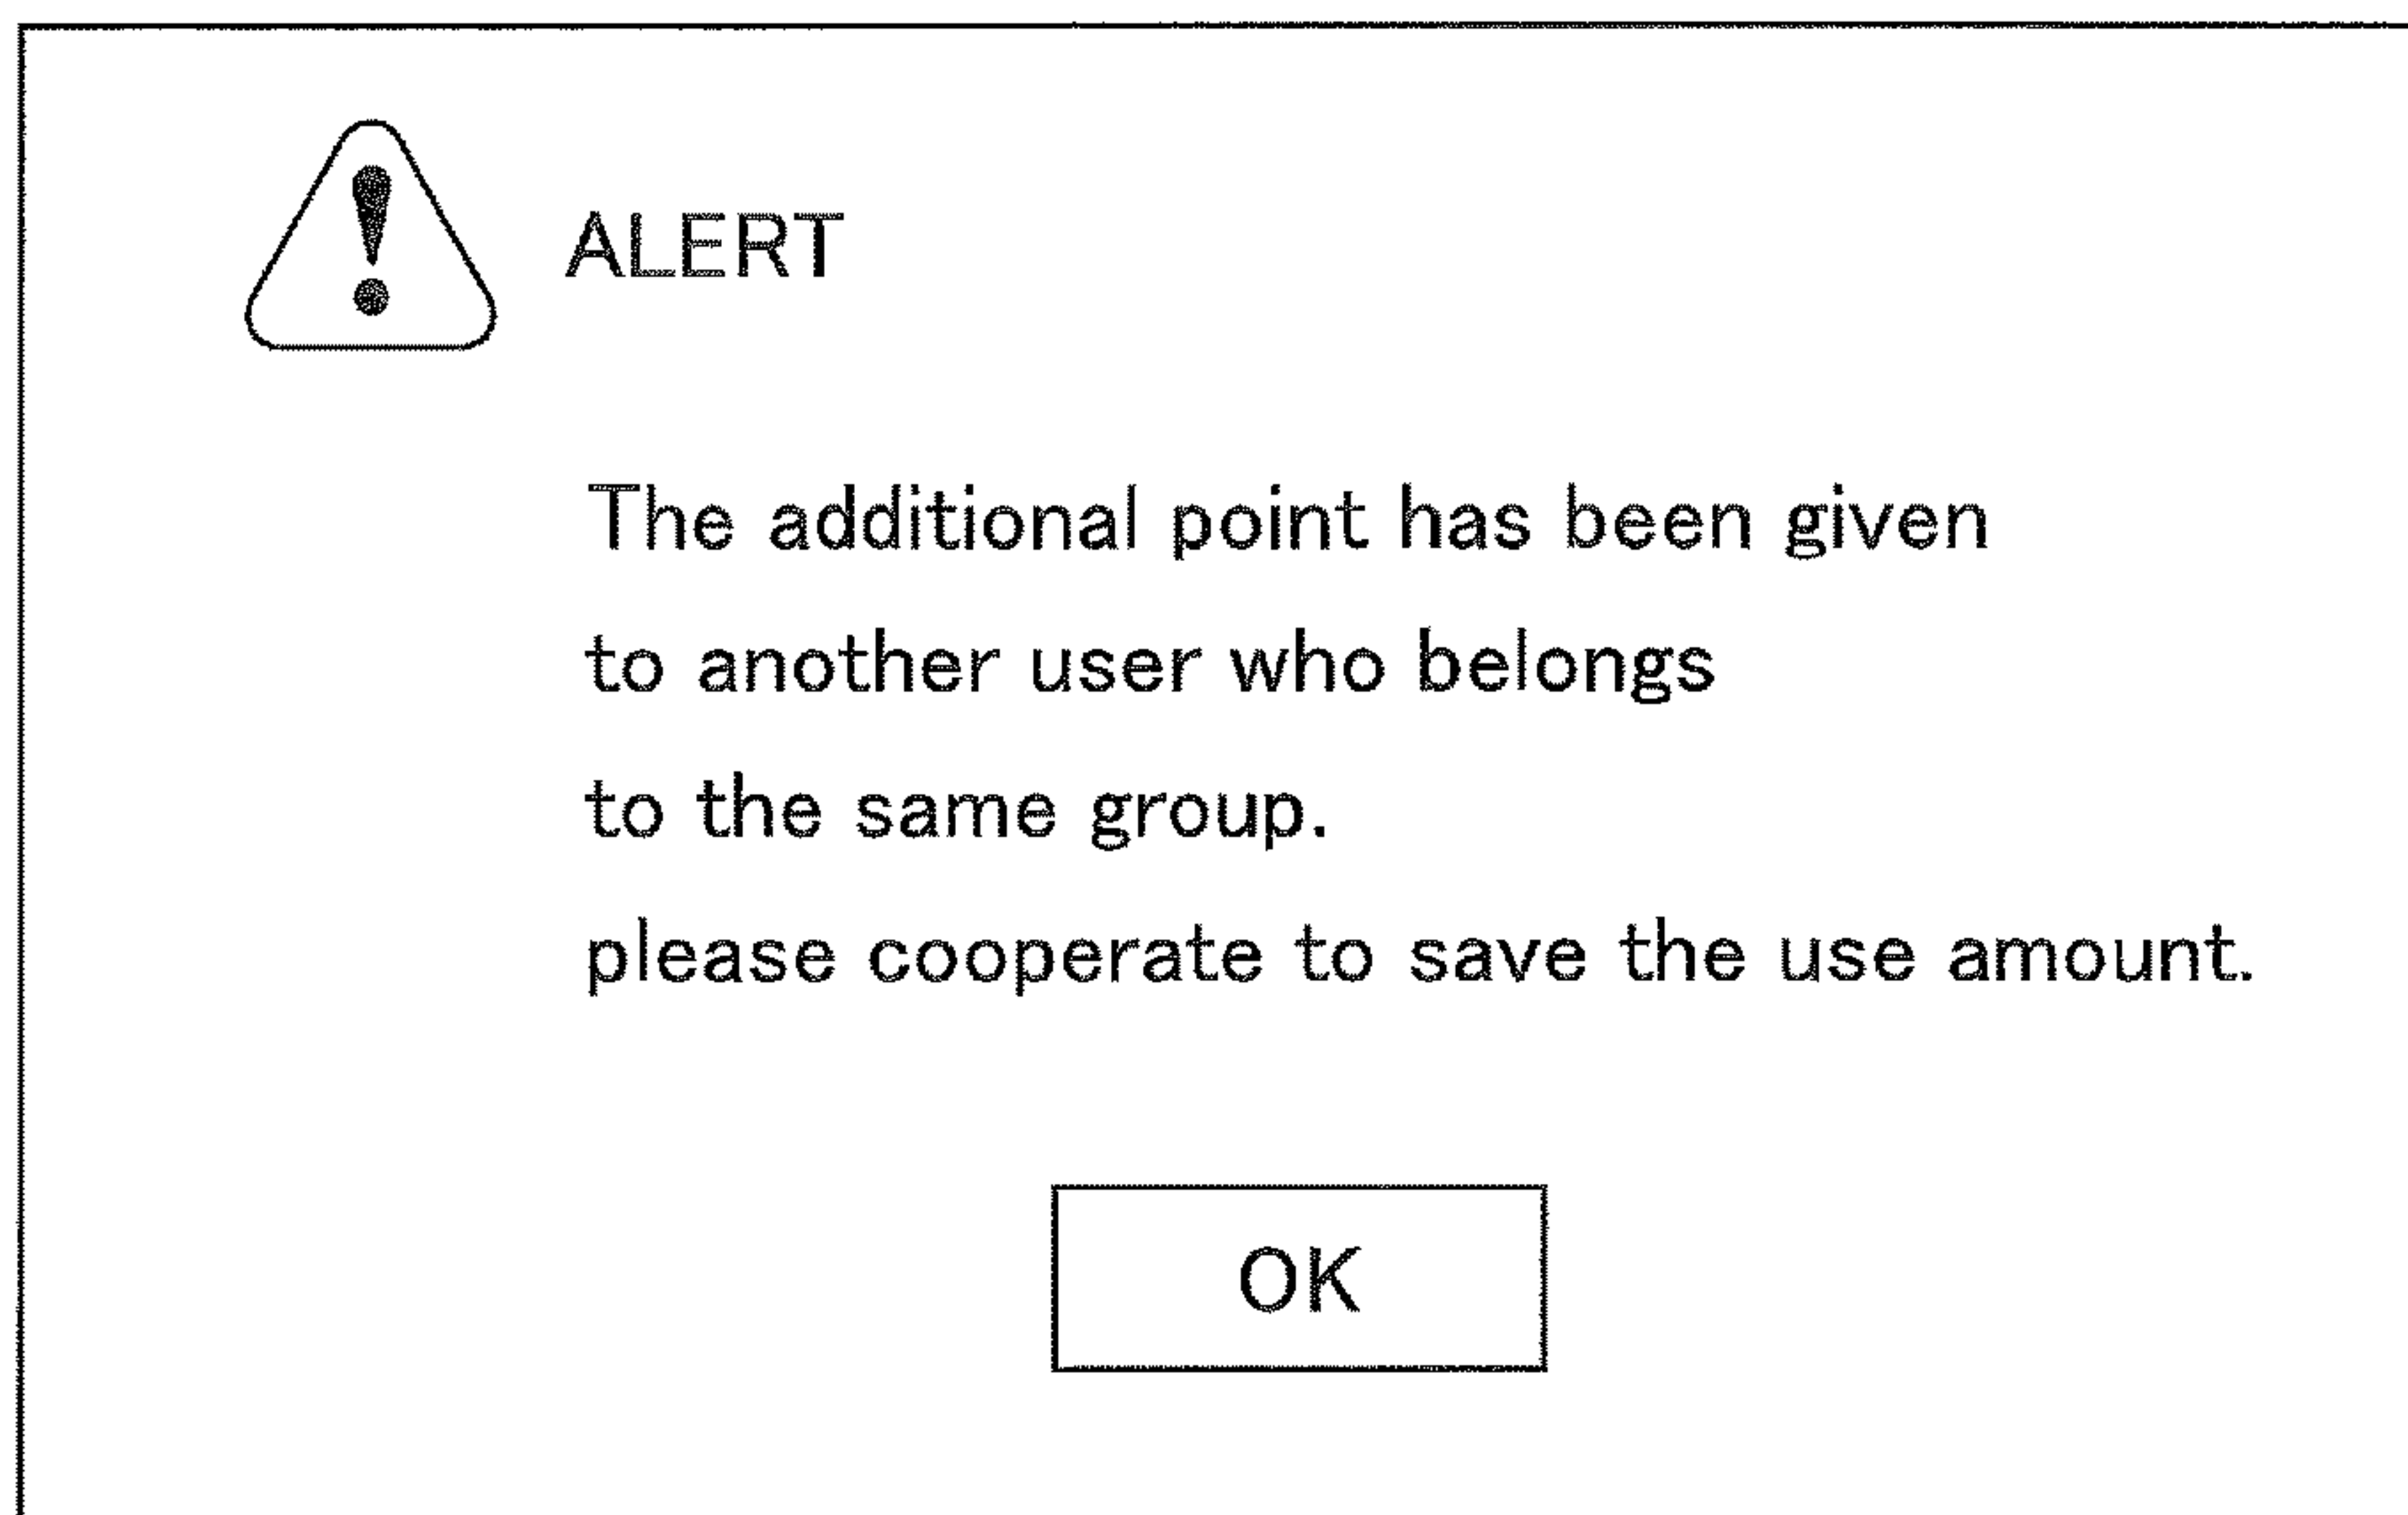 ALERT
The additional point has been given
to another user who belongs
to the same group.
please cooperate to save the use amount.
OK